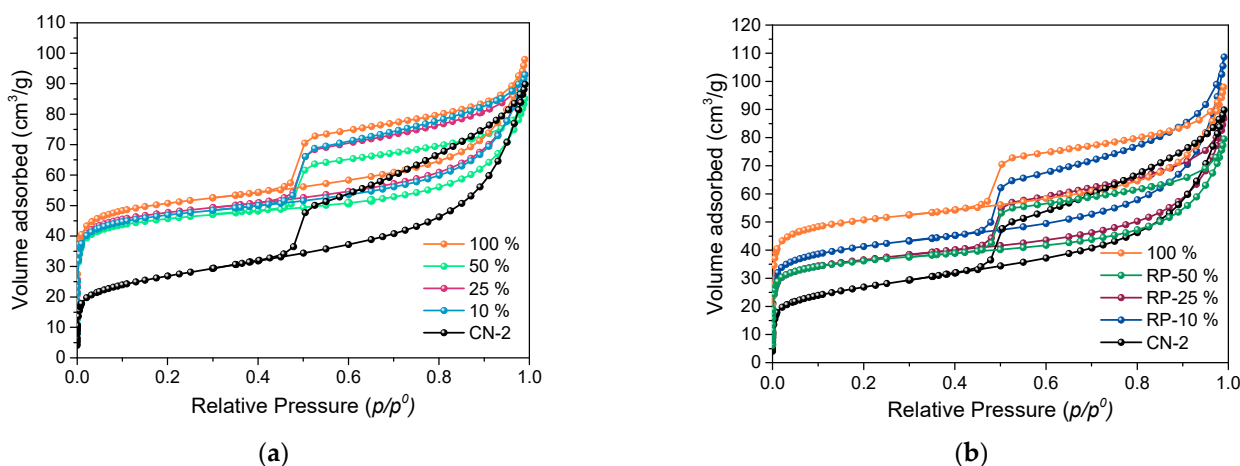 110
100
90
80
70
60
50
40
30
20
10
0
Volume adsorbed (cm³/g)
100 %
50 %
25 %
10 %
CN-2
0.0 0.2 0.4 0.6 0.8 1.0
Relative Pressure (p/p⁰)
(a)
120
110
100
90
80
70
60
50
40
30
20
10
0
Volume adsorbed (cm³/g)
100 %
RP-50 %
RP-25 %
RP-10 %
CN-2
0.0 0.2 0.4 0.6 0.8 1.0
Relative Pressure (p/p⁰)
(b)